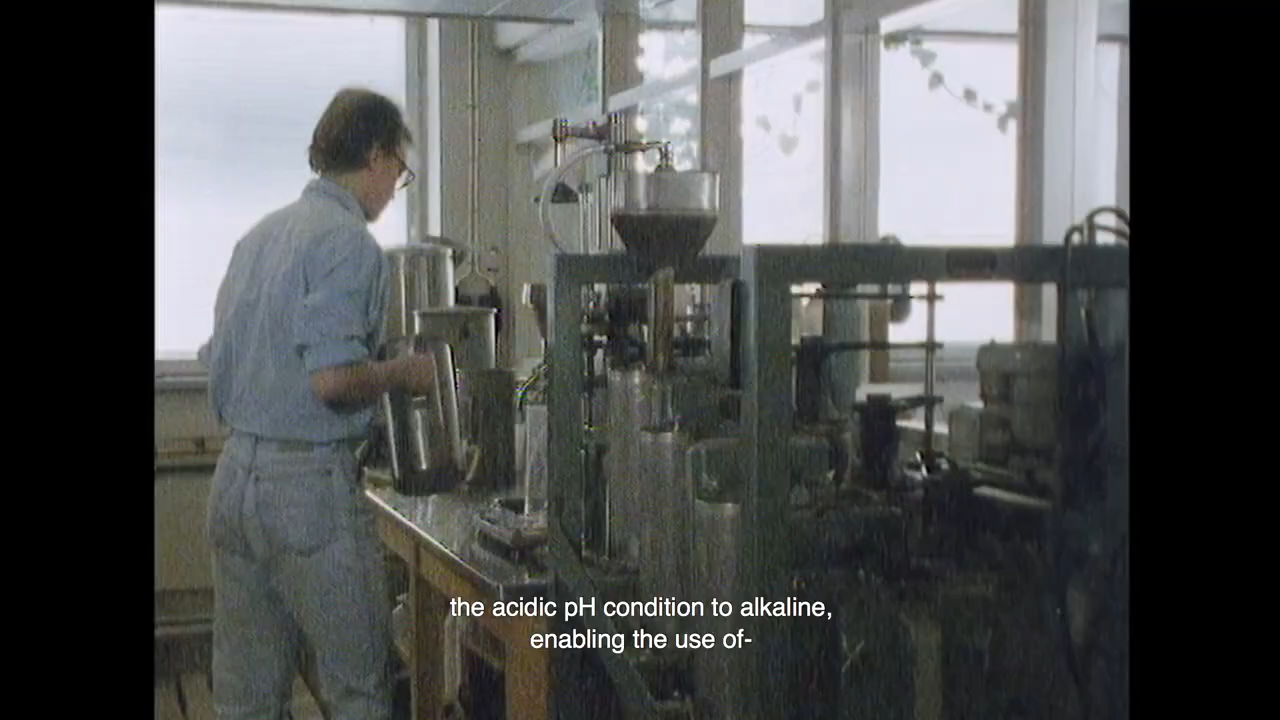 the acidic pH condition to alkaline,
enabling the use of-